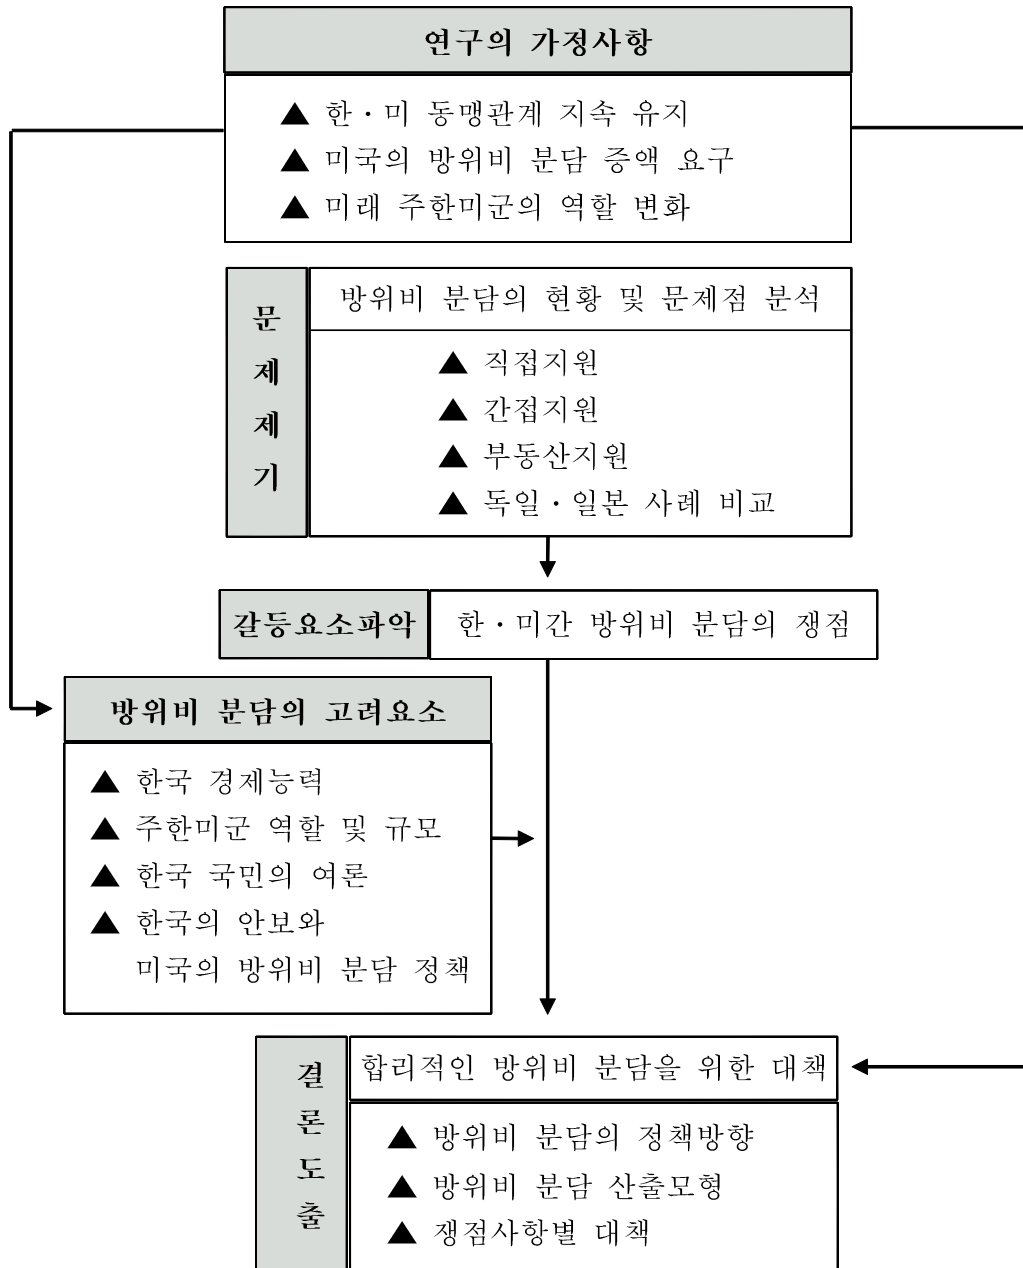 연구의 가정사항
▲ 한·미 동맹관계 지속 유지
▲ 미국의 방위비 분담 증액 요구
▲ 미래 주한미군의 역할 변화
문제제기
방위비 분담의 현황 및 문제점 분석
▲ 직접지원
▲ 간접지원
▲ 부동산지원
▲ 독일·일본 사례 비교
갈등요소파악
한·미간 방위비 분담의 쟁점
방위비 분담의 고려요소
▲ 한국 경제능력
▲ 주한미군 역할 및 규모
▲ 한국 국민의 여론
▲ 한국의 안보와
미국의 방위비 분담 정책
결론도출
합리적인 방위비 분담을 위한 대책
▲ 방위비 분담의 정책방향
▲ 방위비 분담 산출모형
▲ 쟁점사항별 대책